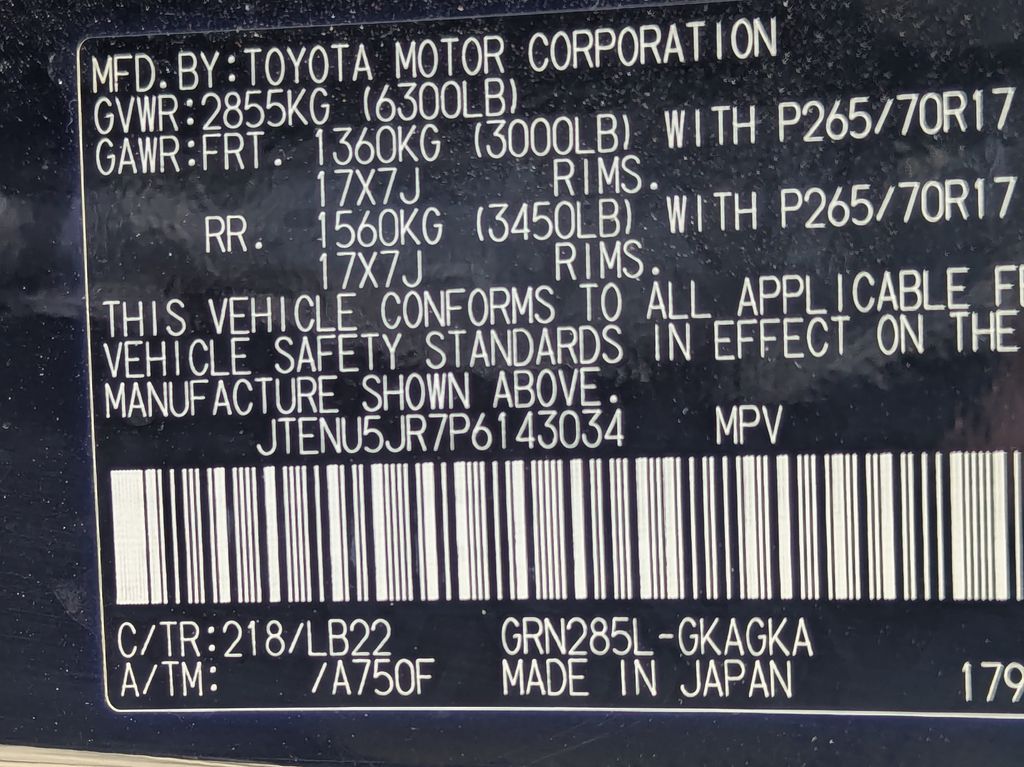 MFD.BY:TOYOTA MOTOR CORPORATION
GVWR:2855KG (6300LB)
GAWR:FRT. 1360KG (3000LB) WITH P265/70R17
17X7J RIMS.
RR. 1560KG (3450LB) WITH P265/70R17
17X7J RIMS.
THIS VEHICLE CONFORMS TO ALL APPLICABLE
VEHICLE SAFETY STANDARDS IN EFFECT ON THE
MANUFACTURE SHOWN ABOVE.
JTENU5JR7P6143034 MPV
C/TR:218/LB22 GRN285L-GKAGKA
A/TM: /A750F MADE IN JAPAN 179